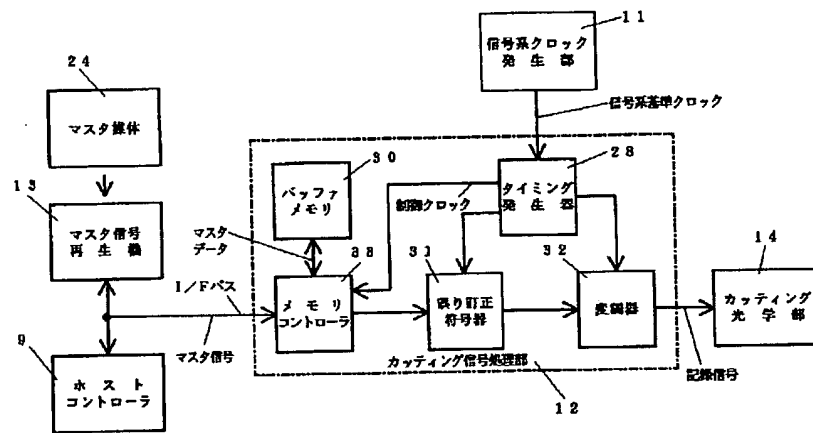 11
信号系クロック
発生部
24
マスタ媒体
信号系基準クロック
30
28
バッファ
メモリ
制御クロック
タイミング
発生器
13
マスタ信号
再生機
マスタ
データ
33
31
32
14
I/Fバス
メモリ
コントローラ
誤り訂正
符号器
変調器
カッティング
光学部
マスタ信号
カッティング信号処理部
記録信号
9
ホスト
コントローラ
12